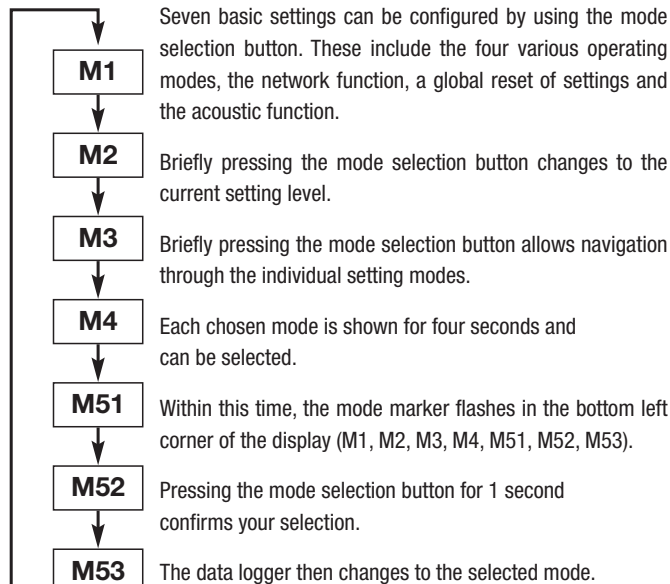 Seven basic settings can be configured by using the mode
selection button. These include the four various operating
M1
modes, the network function, a global reset of settings and
the acoustic function.
M2
Briefly pressing the mode selection button changes to the
current setting level.
M3
Briefly pressing the mode selection button allows navigation
through the individual setting modes.
M4
Each chosen mode is shown for four seconds and
can be selected.
M51
Within this time, the mode marker flashes in the bottom left
corner of the display (M1, M2, M3, M4, M51, M52, M53).
M52
Pressing the mode selection button for 1 second
confirms your selection.
M53
The data logger then changes to the selected mode.